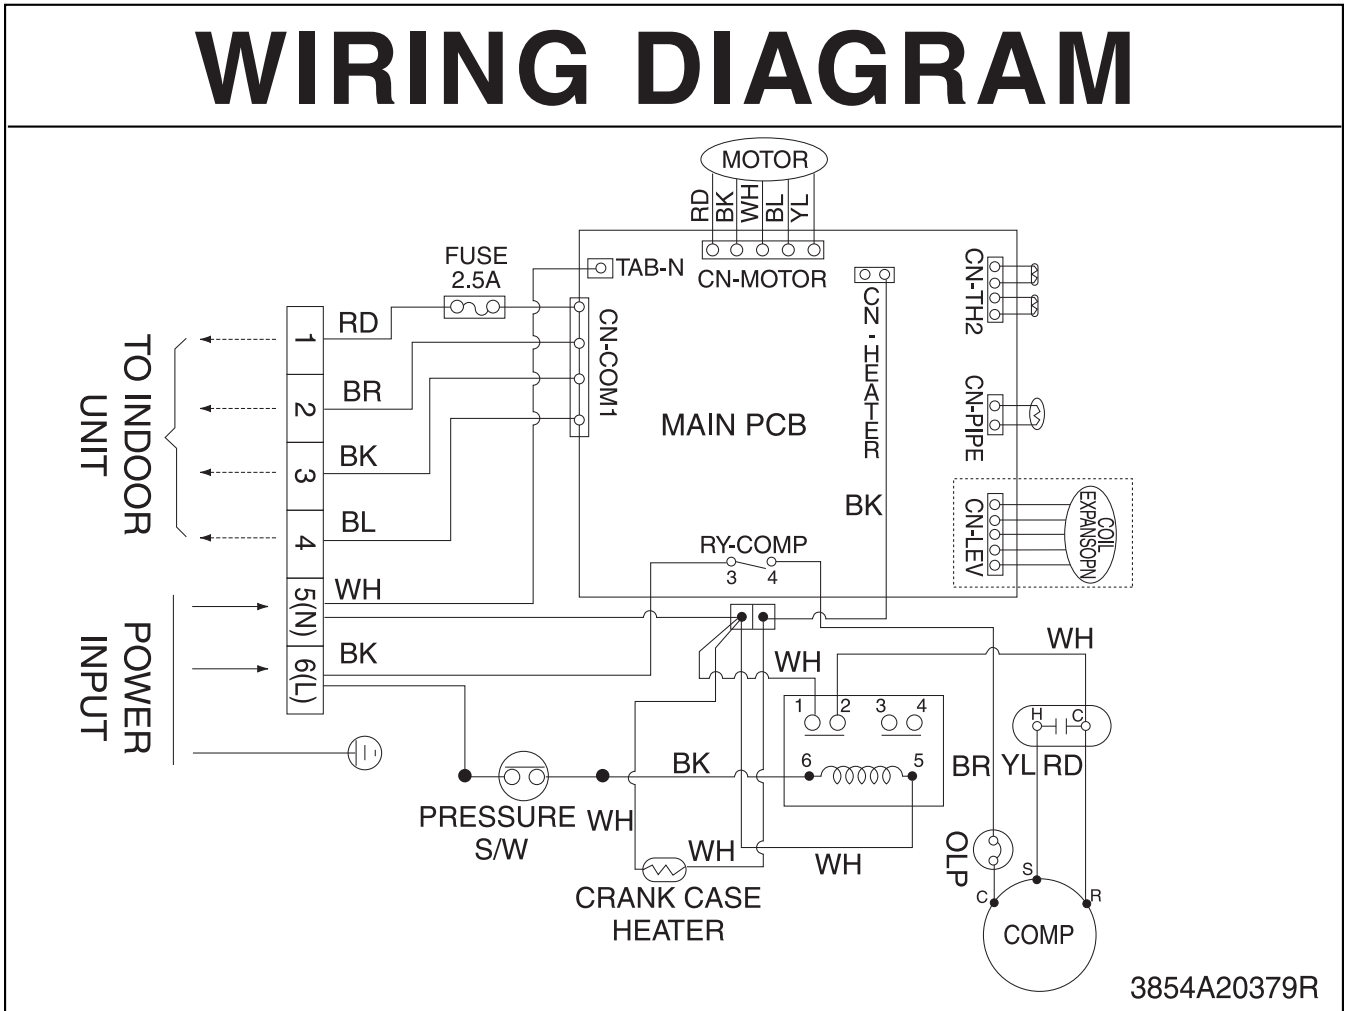 WIRING DIAGRAM
MOTOR
RD
BK
WH
BL
YL
FUSE
2.5A
TAB-N
CN-MOTOR
CN-COM1
CN - HEATER
CN-TH2
CN-PIPE
MAIN PCB
CN-LEV
COIL
EXPANSOPN
TO INDOOR
UNIT
1
RD
2
BR
3
BK
4
BL
BK
RY-COMP
3 4
POWER
INPUT
5(N)
WH
6(L)
BK
WH
WH
1 2 3 4
H C
6 5
BK
BR YL RD
PRESSURE
S/W
WH
WH
WH
CRANK CASE
HEATER
OLP
C S R
COMP
3854A20379R